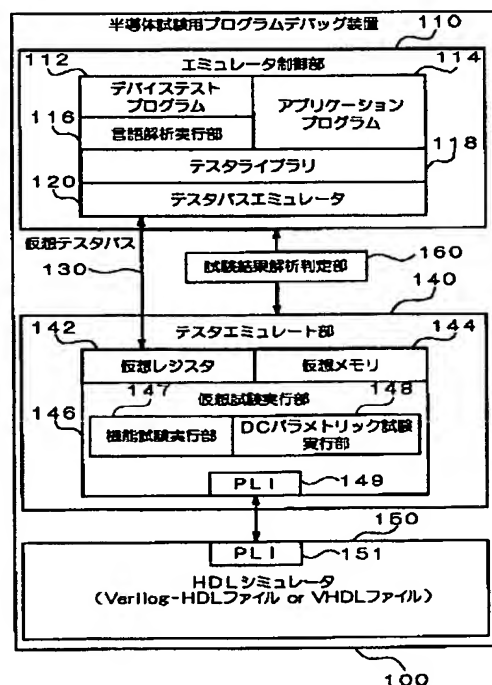 半導体試験用プログラムデバッグ装置
110
エミュレータ制御部
112
114
デバイステスト
プログラム
アプリケーション
プログラム
116
言語解析実行部
118
テスタライブラリ
120
テスタバスエミュレータ
仮想テスタバス
130
160
試験結果解析判定部
140
テスタエミュレート部
142
144
仮想レジスタ
仮想メモリ
仮想試験実行部
147
148
146
機能試験実行部
DCパラメトリック試験
実行部
PLI
149
150
PLI
151
HDLシミュレータ
(Verilog-HDLファイル or VHDLファイル)
100